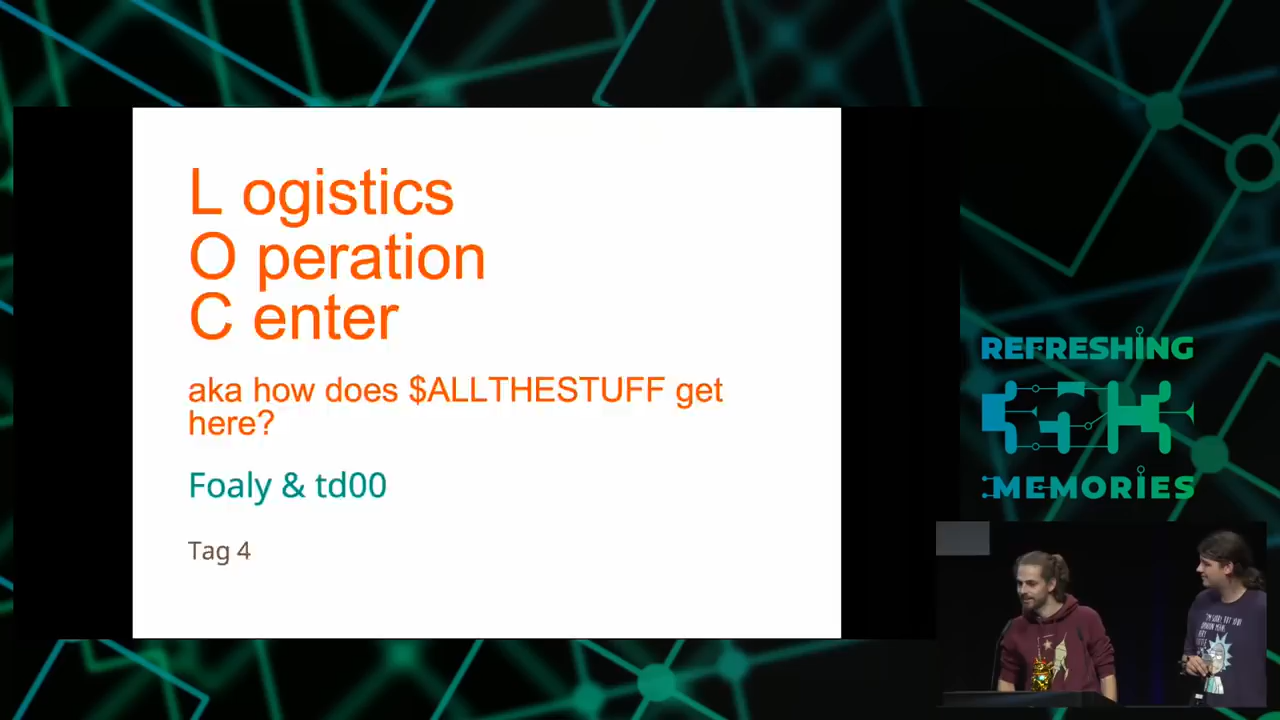 L ogistics
O peration
C enter
aka how does $ALLTHESTUFF get
here?
Foaly & td00
Tag 4
REFRESHING
MEMORIES